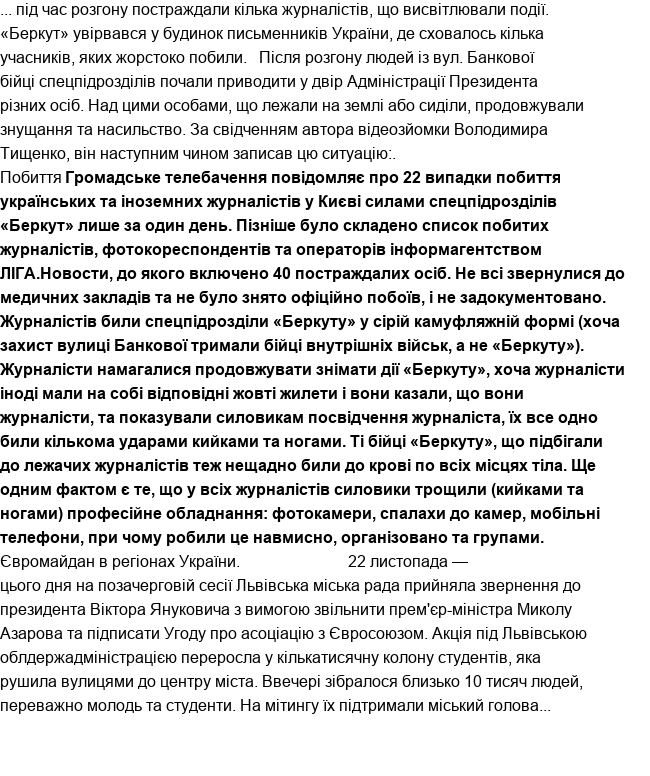 ... під час розгону постраждали кілька журналістів, що висвітлювали події.
«Беркут» увірвався у будинок письменників України, де сховалось кілька
учасників, яких жорстоко побили.   Після розгону людей із вул. Банкової
бійці спецпідрозділів почали приводити у двір Адміністрації Президента
різних осіб. Над цими особами, що лежали на землі або сиділи, продовжували
знущання та насильство. За свідченням автора відеозйомки Володимира
Тищенко, він наступним чином записав цю ситуацію:.
Побиття Громадське телебачення повідомляє про 22 випадки побиття
українських та іноземних журналістів у Києві силами спецпідрозділів
«Беркут» лише за один день. Пізніше було складено список побитих
журналістів, фотокореспондентів та операторів інформагентством
ЛІГА.Новости, до якого включено 40 постраждалих осіб. Не всі звернулися до
медичних закладів та не було знято офіційно побоїв, і не задокументовано.
Журналістів били спецпідрозділи «Беркуту» у сірій камуфляжній формі (хоча
захист вулиці Банкової тримали бійці внутрішніх військ, а не «Беркуту»).
Журналісти намагалися продовжувати знімати дії «Беркуту», хоча журналісти
іноді мали на собі відповідні жовті жилети і вони казали, що вони
журналісти, та показували силовикам посвідчення журналіста, їх все одно
били кількома ударами кийками та ногами. Ті бійці «Беркуту», що підбігали
до лежачих журналістів теж нещадно били до крові по всіх місцях тіла. Ще
одним фактом є те, що у всіх журналістів силовики трощили (кийками та
ногами) професійне обладнання: фотокамери, спалахи до камер, мобільні
телефони, при чому робили це навмисно, організовано та групами.
Євромайдан в регіонах України.                          22 листопада —
цього дня на позачерговій сесії Львівська міська рада прийняла звернення до
президента Віктора Януковича з вимогою звільнити прем'єр-міністра Миколу
Азарова та підписати Угоду про асоціацію з Євросоюзом. Акція під Львівською
облдержадміністрацією переросла у кількатисячну колону студентів, яка
рушила вулицями до центру міста. Ввечері зібралося близько 10 тисяч людей,
переважно молодь та студенти. На мітингу їх підтримали міський голова...